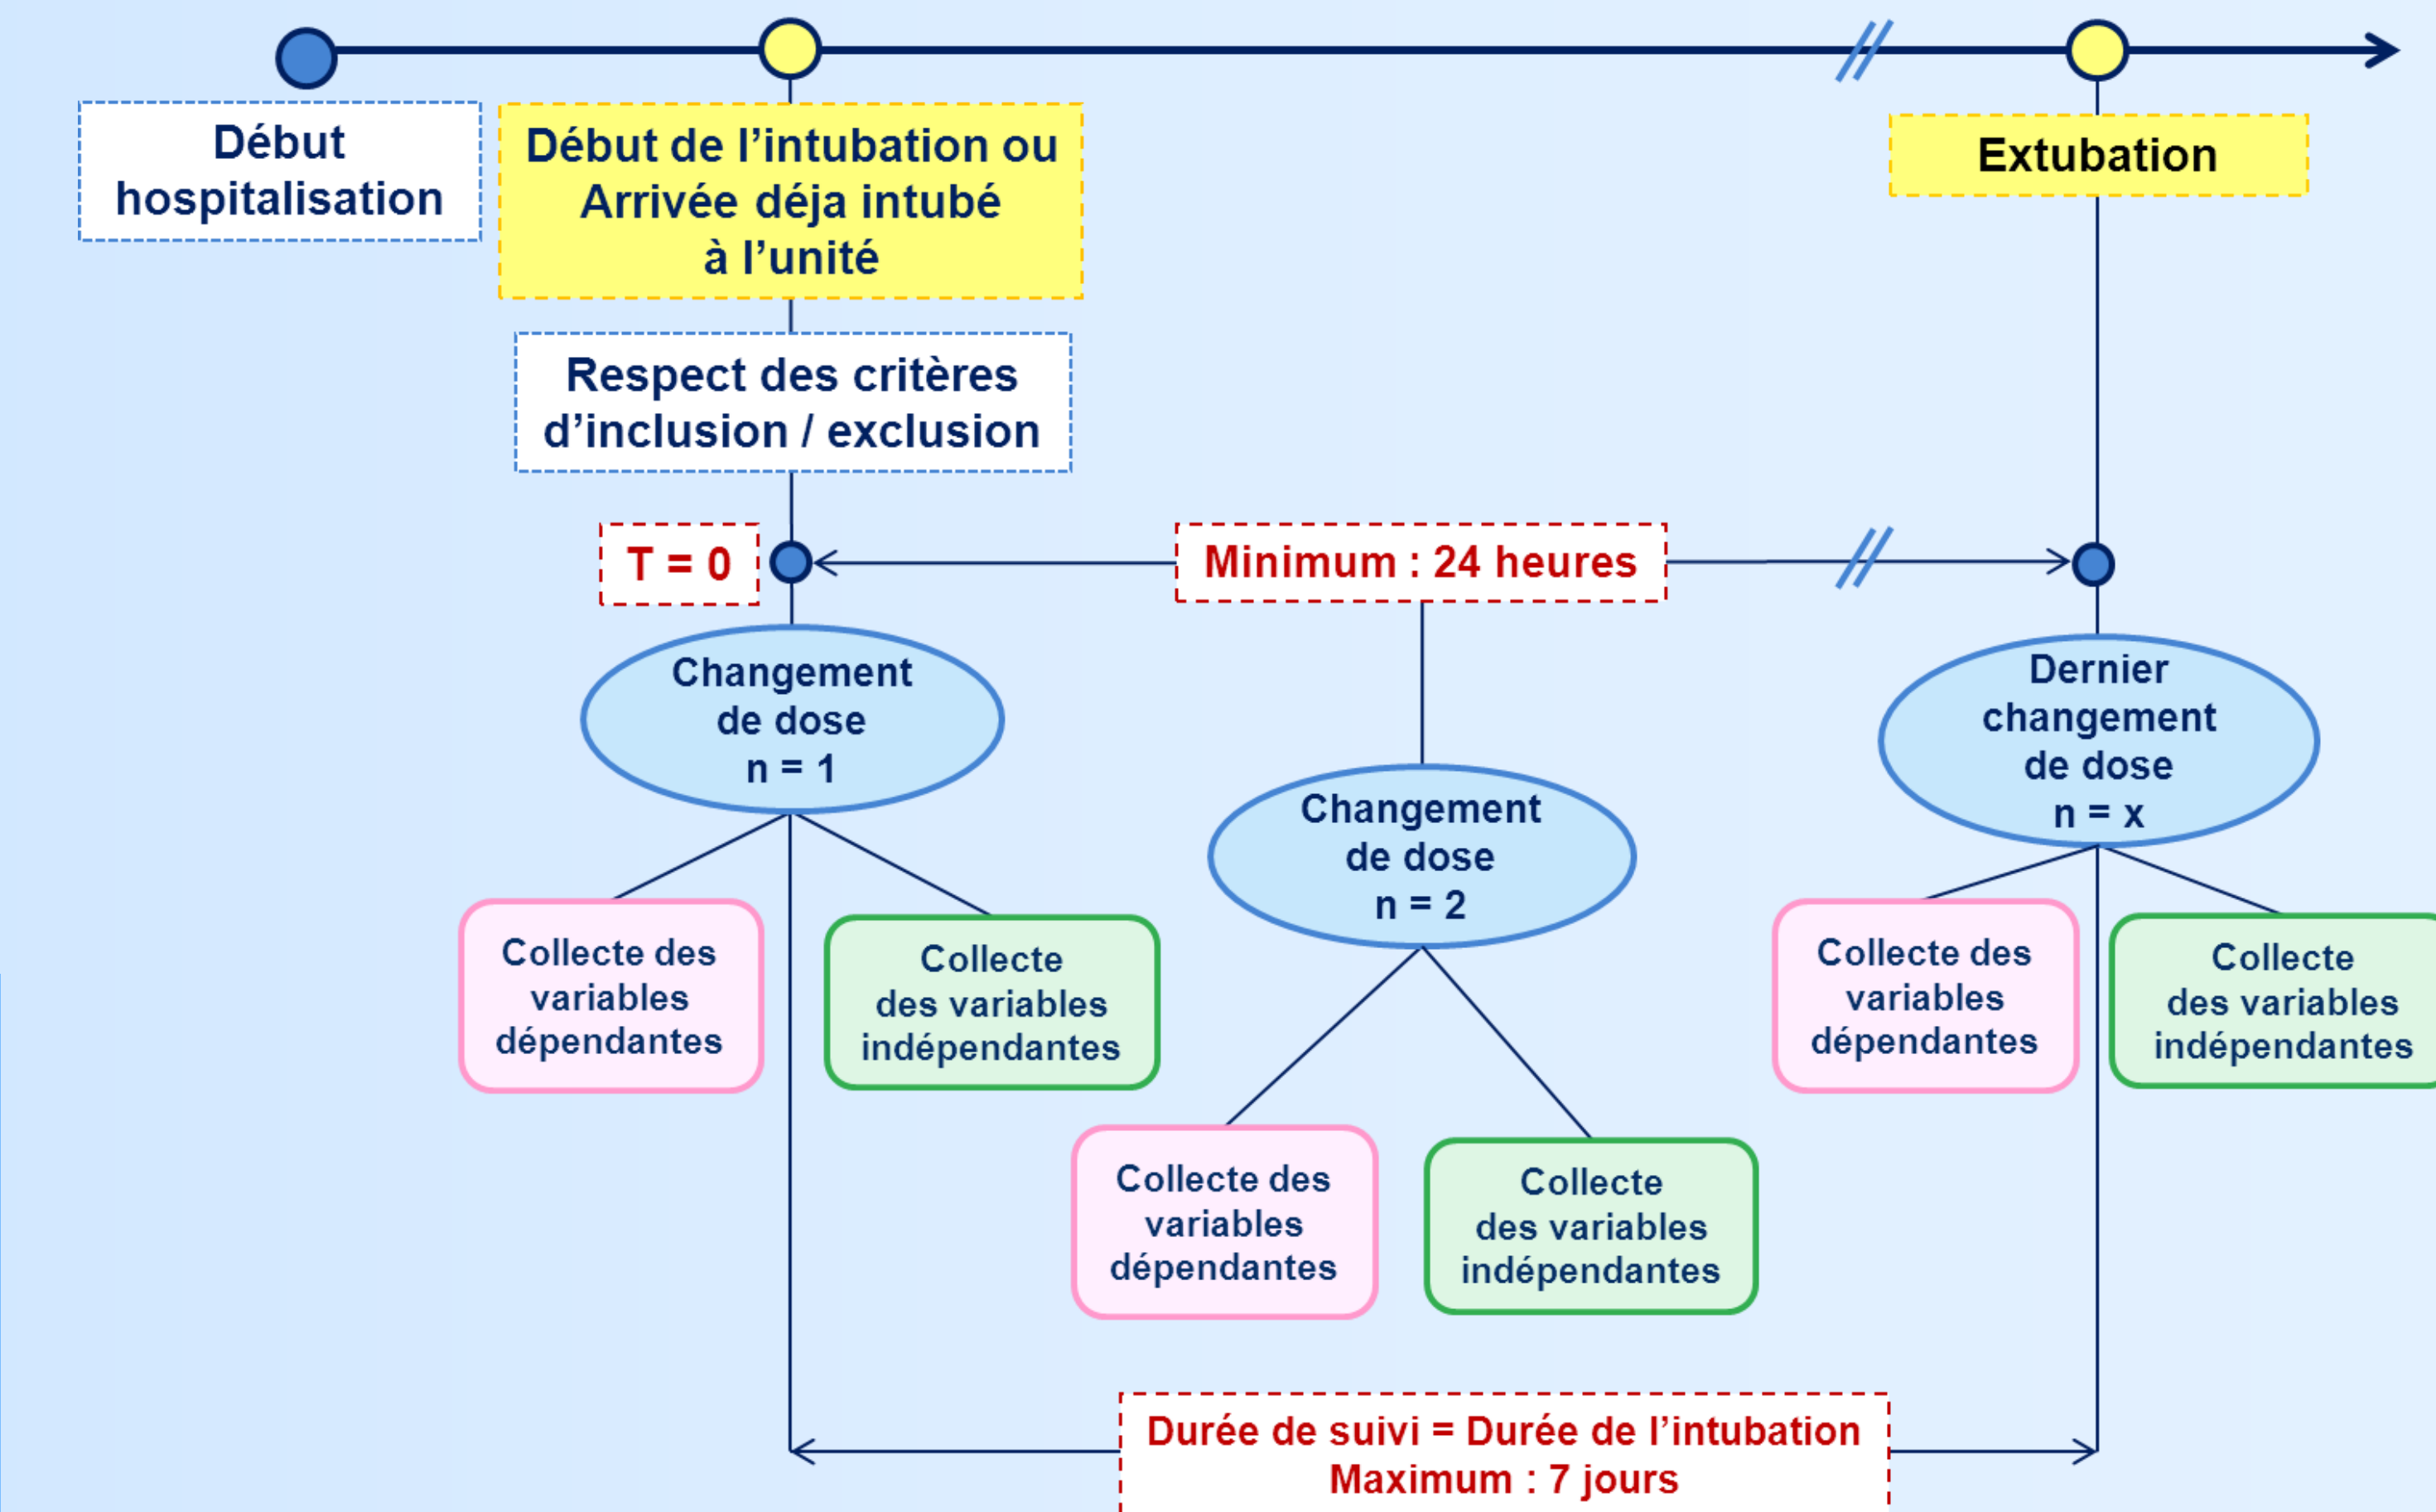 Début
hospitalisation
Début de l’intubation ou
Arrivée déja intubé
à l’unité
Extubation
Respect des critères
d’inclusion / exclusion
T = 0
Minimum : 24 heures
Changement
de dose
n = 1
Changement
de dose
n = 2
Dernier
changement
de dose
n = x
Collecte des
variables
dépendantes
Collecte
des variables
indépendantes
Collecte des
variables
dépendantes
Collecte
des variables
indépendantes
Collecte des
variables
dépendantes
Collecte
des variables
indépendantes
Durée de suivi = Durée de l’intubation
Maximum : 7 jours